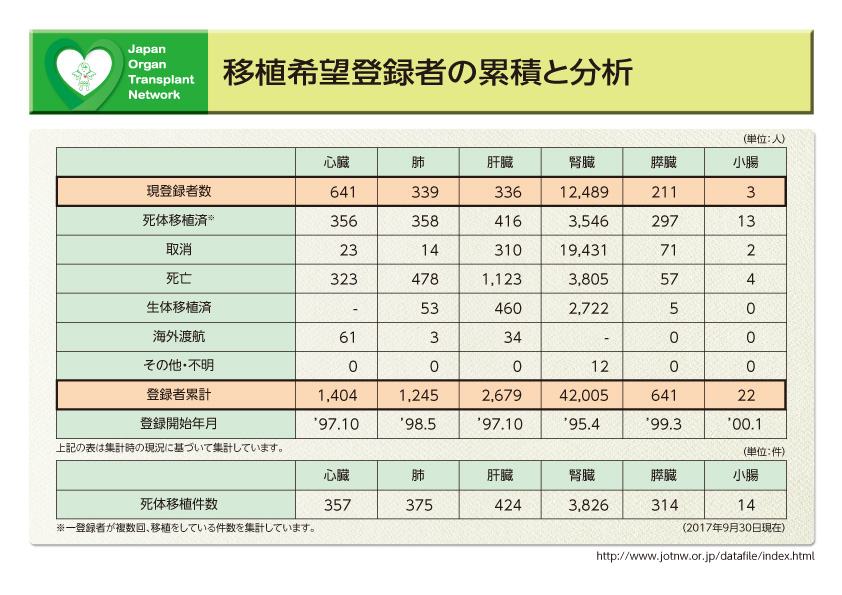 Japan
Organ
Transplant
Network
移植希望登録者の累積と分析
(単位:人)
心臓 肺 肝臓 腎臓 膵臓 小腸
現登録者数 641 339 336 12,489 211 3
死体移植済※ 356 358 416 3,546 297 13
取消 23 14 310 19,431 71 2
死亡 323 478 1,123 3,805 57 4
生体移植済 - 53 460 2,722 5 0
海外渡航 61 3 34 - 0 0
その他・不明 0 0 0 12 0 0
登録者累計 1,404 1,245 2,679 42,005 641 22
登録開始年月 ’97.10 ’98.5 ’97.10 ’95.4 ’99.3 ’00.1
上記の表は集計時の現況に基づいて集計しています。
(単位:件)
心臓 肺 肝臓 腎臓 膵臓 小腸
死体移植件数 357 375 424 3,826 314 14
※一登録者が複数回、移植をしている件数を集計しています。
(2017年9月30日現在)
http://www.jotnw.or.jp/datafile/index.html